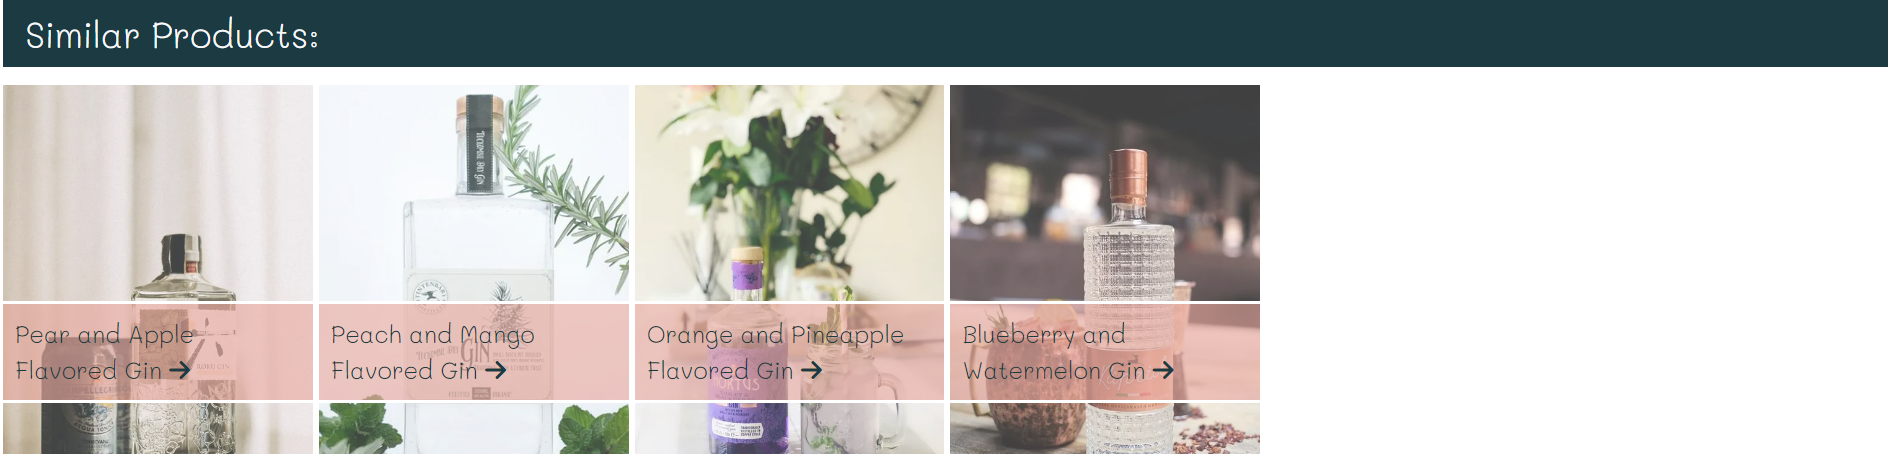 Similar Products:
Pear and Apple
Flavored Gin →
Peach and Mango
Flavored Gin →
Orange and Pineapple
Flavored Gin →
Blueberry and
Watermelon Gin →